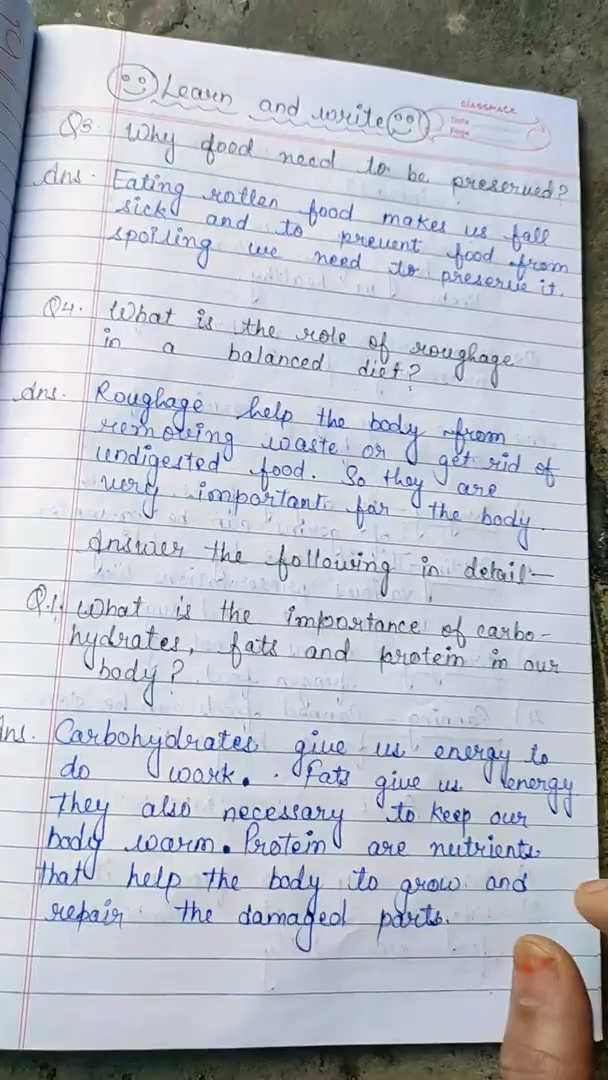 Learn and write
classmate
Date
Page
Q3. Why food need to be preserved?
Ans. Eating rotten food makes us fall
sick and to prevent food from
spoiling we need to preserve it.
Q4. What is the role of roughage
in a balanced diet?
Ans. Roughage help the body from
removing waste or get rid of
undigested food. So they are
very important for the body.
Answer the following in detail—
Q.1. What is the importance of carbo-
hydrates, fats and protein in our
body?
Ans. Carbohydrates give us energy to
do work. Fats give us energy
They also necessary to keep our
body warm. Protein are nutrients
that help the body to grow and
repair the damaged parts.